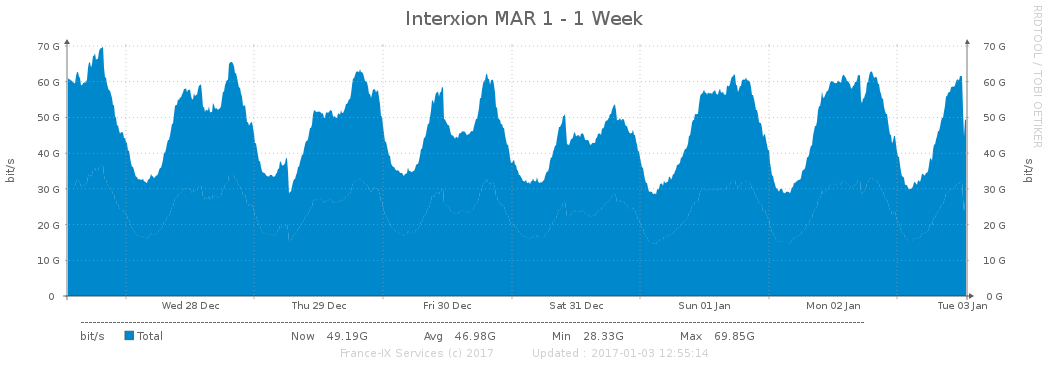 Interxion MAR 1 - 1 Week
RRDTOOL / TOBI OETIKER
bit/s
70 G 70 G
60 G 60 G
50 G 50 G
40 G 40 G
30 G 30 G
20 G 20 G
10 G 10 G
0 0 G
bit/s
Wed 28 Dec Thu 29 Dec Fri 30 Dec Sat 31 Dec Sun 01 Jan Mon 02 Jan Tue 03 Jan
bit/s Total Now 49.19G Avg 46.98G Min 28.33G Max 69.85G
France-IX Services (c) 2017 Updated : 2017-01-03 12:55:14